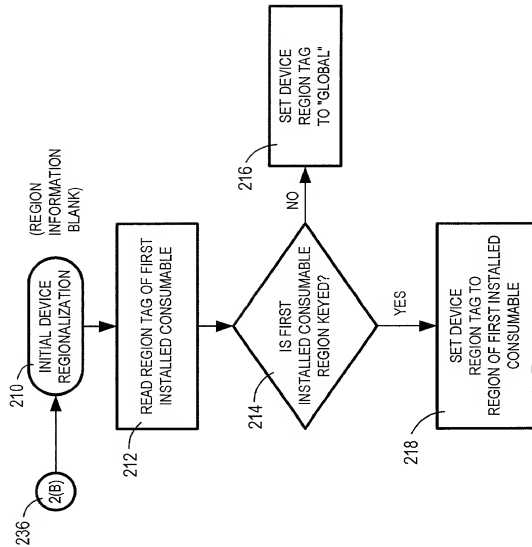 236
2(B)
210
INITIAL DEVICE
REGIONALIZATION
(REGION
INFORMATION
BLANK)
212
READ REGION TAG OF FIRST
INSTALLED CONSUMABLE
214
IS FIRST
INSTALLED CONSUMABLE
REGION KEYED?
NO
216
SET DEVICE
REGION TAG
TO "GLOBAL"
YES
218
SET DEVICE
REGION TAG TO
REGION OF FIRST INSTALLED
CONSUMABLE